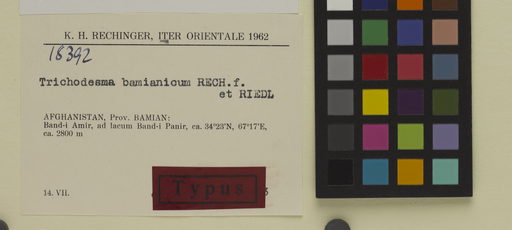 K. H. RECHINGER, ITER ORIENTALE 1962
18392
Trichodesma bamianicum RECH.f.
et RIEDL
AFGHANISTAN, Prov. BAMIAN:
Band-i Amir, ad lacum Band-i Panir, ca. 34°23'N, 67°17'E,
ca. 2800 m
14. VII.
Typus